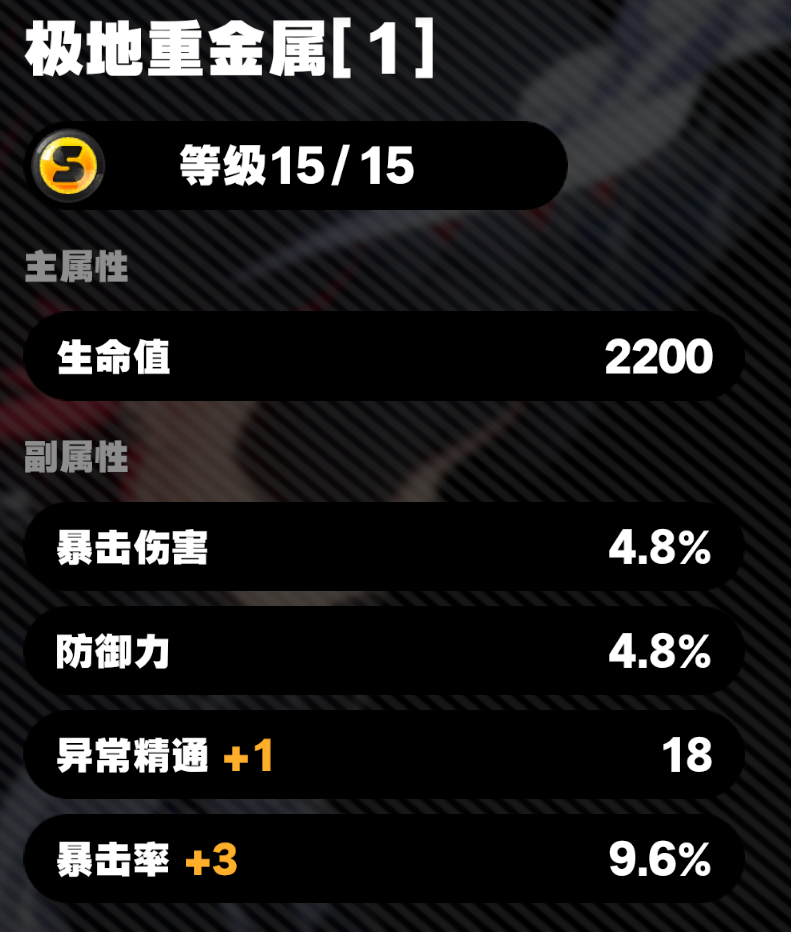 极地重金属[1]
S 等级15/15
主属性
生命值 2200
副属性
暴击伤害 4.8%
防御力 4.8%
异常精通 +1 18
暴击率 +3 9.6%